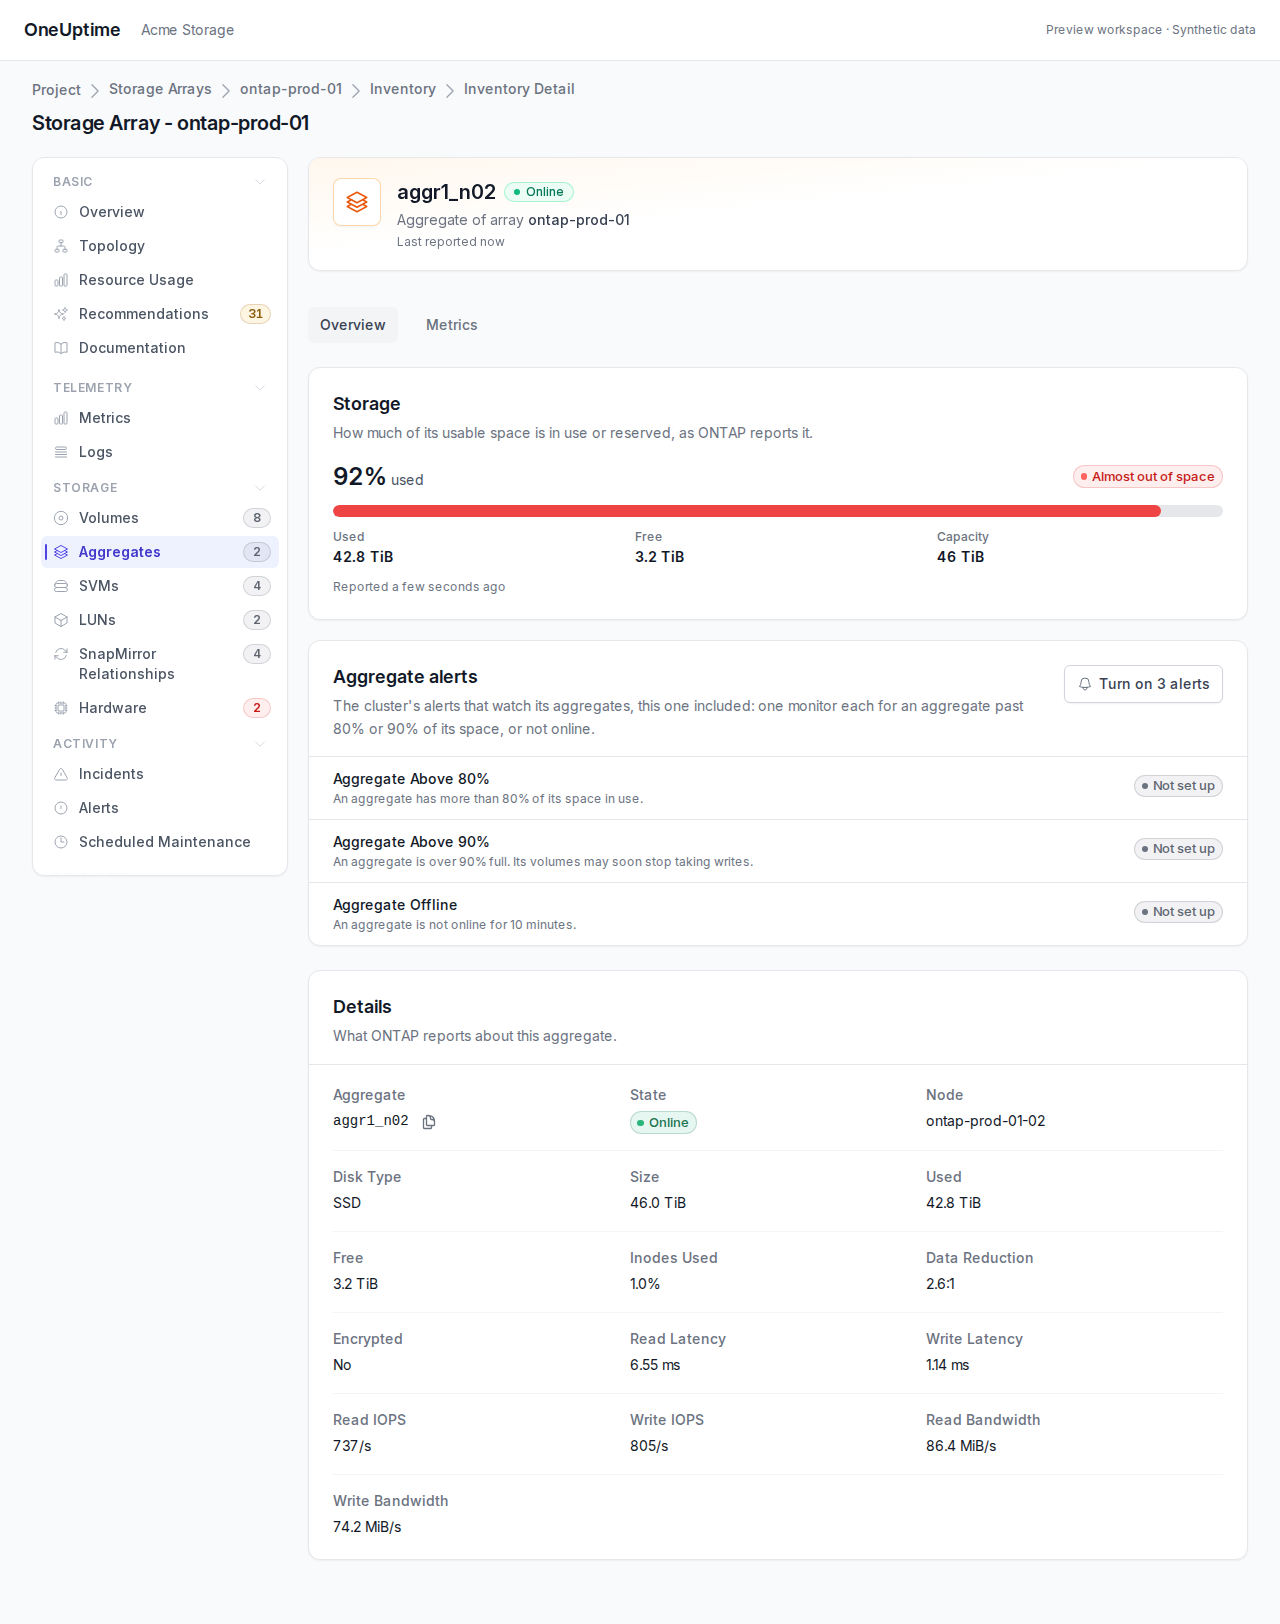 OneUptime
Acme Storage
Preview workspace · Synthetic data
Project
Storage Arrays
ontap-prod-01
Inventory
Inventory Detail
Storage Array - ontap-prod-01
BASIC
Overview
Topology
Resource Usage
Recommendations
31
Documentation
TELEMETRY
Metrics
Logs
STORAGE
Volumes
8
Aggregates
2
SVMs
4
LUNs
2
SnapMirror
Relationships
4
Hardware
2
ACTIVITY
Incidents
Alerts
Scheduled Maintenance
aggr1_n02
Online
Aggregate of array ontap-prod-01
Last reported now
Overview
Metrics
Storage
How much of its usable space is in use or reserved, as ONTAP reports it.
92% used
Almost out of space
Used
Free
Capacity
42.8 TiB
3.2 TiB
46 TiB
Reported a few seconds ago
Aggregate alerts
The cluster's alerts that watch its aggregates, this one included: one monitor each for an aggregate past
80% or 90% of its space, or not online.
Turn on 3 alerts
Aggregate Above 80%
An aggregate has more than 80% of its space in use.
Not set up
Aggregate Above 90%
An aggregate is over 90% full. Its volumes may soon stop taking writes.
Not set up
Aggregate Offline
An aggregate is not online for 10 minutes.
Not set up
Details
What ONTAP reports about this aggregate.
Aggregate
State
Node
aggr1_n02
Online
ontap-prod-01-02
Disk Type
Size
Used
SSD
46.0 TiB
42.8 TiB
Free
Inodes Used
Data Reduction
3.2 TiB
1.0%
2.6:1
Encrypted
Read Latency
Write Latency
No
6.55 ms
1.14 ms
Read IOPS
Write IOPS
Read Bandwidth
737/s
805/s
86.4 MiB/s
Write Bandwidth
74.2 MiB/s